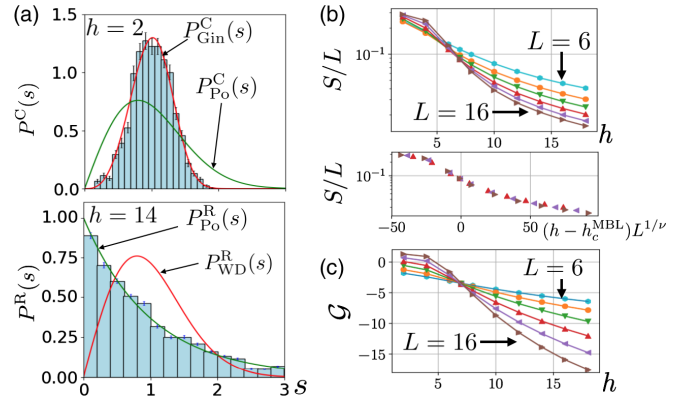 (a)
h = 2
P^C_Gin(s)
P^C_Po(s)
P^C(s)
1.5
1.0
0.5
0.0
h = 14
P^R_Po(s)
P^R_WD(s)
P^R(s)
1.00
0.75
0.50
0.25
0.00
0 1 2 3
s
(b)
S/L
10^−1
L = 6
L = 16
5 10 15
h
S/L
10^−1
−50 0 50
(h − h_c^MBL)L^1/ν
(c)
G
0
−5
−10
−15
L = 6
L = 16
5 10 15
h